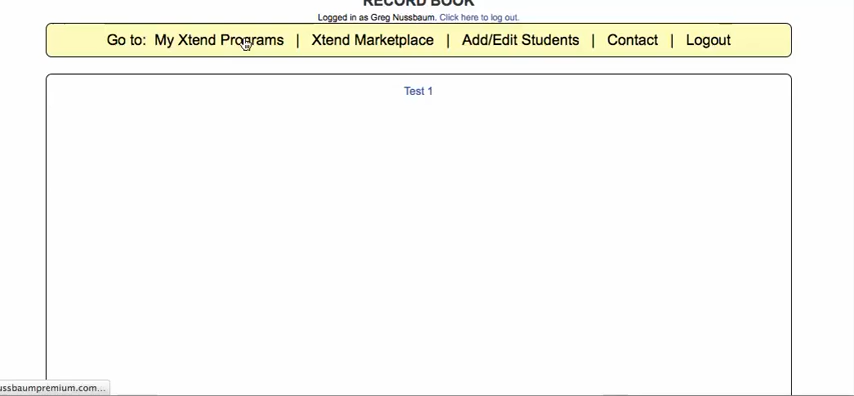 RECORD BOOK
Logged in as Greg Nussbaum. Click here to log out.
Go to: My Xtend Programs | Xtend Marketplace | Add/Edit Students | Contact | Logout
Test 1
ussbaumpremium.com...